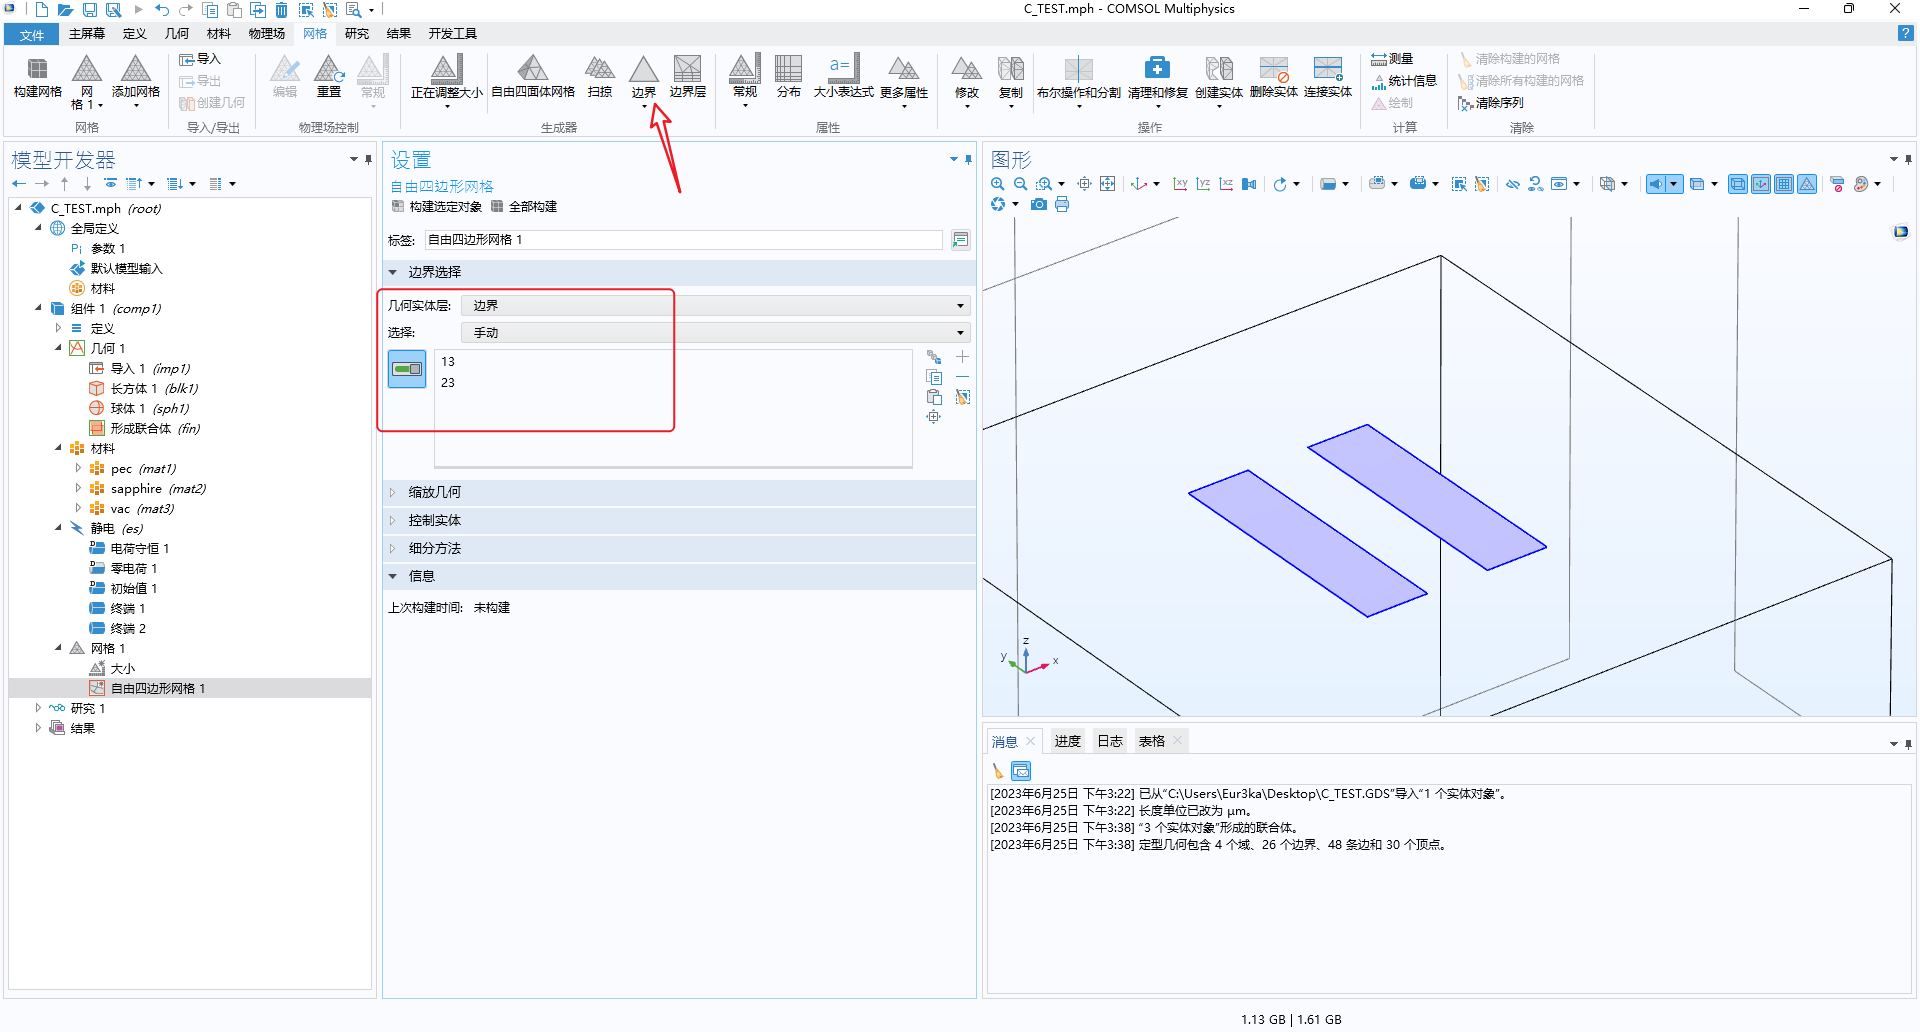 C_TEST.mph - COMSOL Multiphysics
文件 主屏幕 定义 几何 材料 物理场 网格 研究 结果 开发工具
构建网格
网格 1
添加网格
网格
导入
导出
创建几何
导入/导出
编辑
重置
常规
物理场控制
正在调整大小
自由四面体网格
扫掠
边界
边界层
生成器
常规
分布
a=
大小表达式
更多属性
属性
修改
复制
布尔操作和分割
清理和修复
创建实体
删除实体
连接实体
操作
测量
统计信息
绘制
计算
清除构建的网格
清除所有构建的网格
清除序列
清除
模型开发器
C_TEST.mph (root)
全局定义
Pi 参数 1
默认模型输入
材料
组件 1 (comp1)
定义
几何 1
导入 1 (imp1)
长方体 1 (blk1)
球体 1 (sph1)
形成联合体 (fin)
材料
pec (mat1)
sapphire (mat2)
vac (mat3)
静电 (es)
电荷守恒 1
零电荷 1
初始值 1
终端 1
终端 2
网格 1
大小
自由四边形网格 1
研究 1
结果
设置
自由四边形网格
构建选定对象 全部构建
标签: 自由四边形网格 1
边界选择
几何实体层: 边界
选择: 手动
13
23
缩放几何
控制实体
细分方法
信息
上次构建时间: 未构建
图形
xy yz xz
z
y
x
消息 进度 日志 表格
[2023年6月25日 下午3:22] 已从“C:\Users\Eur3ka\Desktop\C_TEST.GDS”导入“1 个实体对象”。
[2023年6月25日 下午3:22] 长度单位已改为 µm。
[2023年6月25日 下午3:38] “3 个实体对象”形成的联合体。
[2023年6月25日 下午3:38] 定型几何包含 4 个域、26 个边界、48 条边和 30 个顶点。
1.13 GB | 1.61 GB